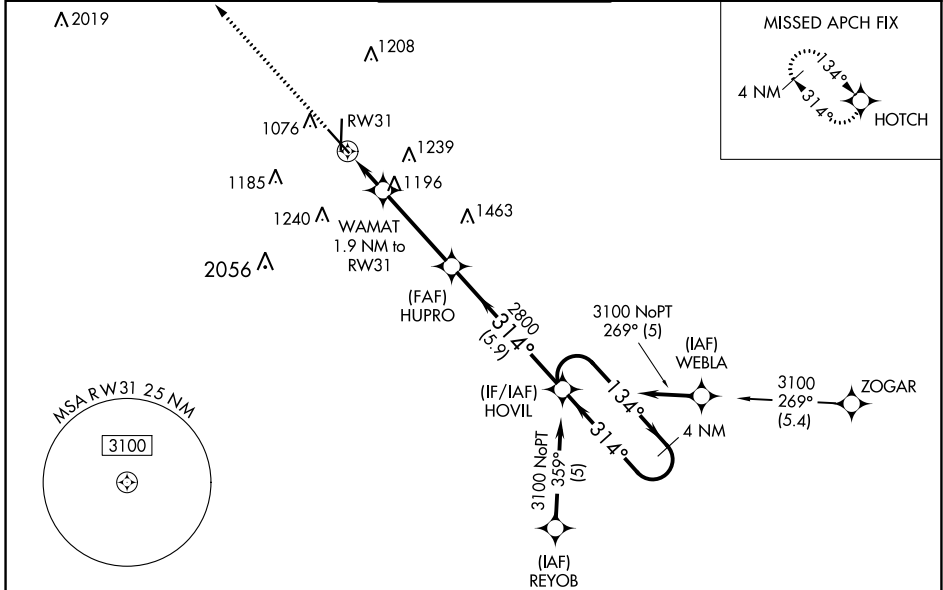 2019
1208
MISSED APCH FIX
134°
4 NM
314°
HOTCH
1076
RW31
1239
1185
1196
1240
1463
WAMAT
1.9 NM to
RW31
2056
(FAF)
HUPRO
2800
314°
(5.9)
3100 NoPT
269° (5)
(IAF)
WEBLA
ZOGAR
3100
269°
(5.4)
(IF/IAF)
HOVIL
134°
4 NM
314°
MSA RW31 25 NM
3100
3100 NoPT
359°
(5)
(IAF)
REYOB